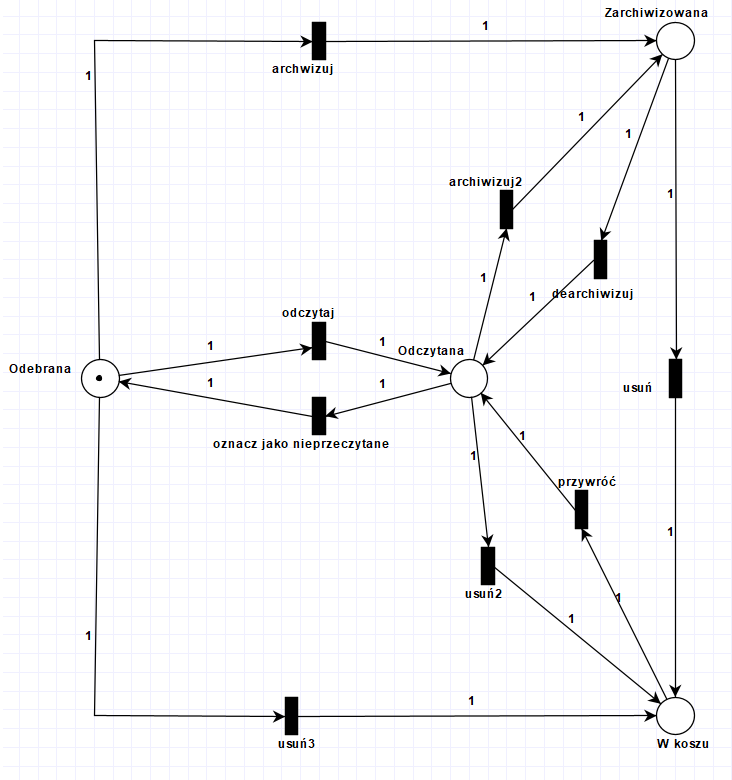 Zarchiwizowana
1
archwizuj
1
1
1
archiwizuj2
1
1
dearchiwizuj
1
odczytaj
1
1
Odczytana
Odebrana
1
1
usuń
oznacz jako nieprzeczytane
1
1
przywróć
1
usuń2
1
1
1
1
usuń3
W koszu